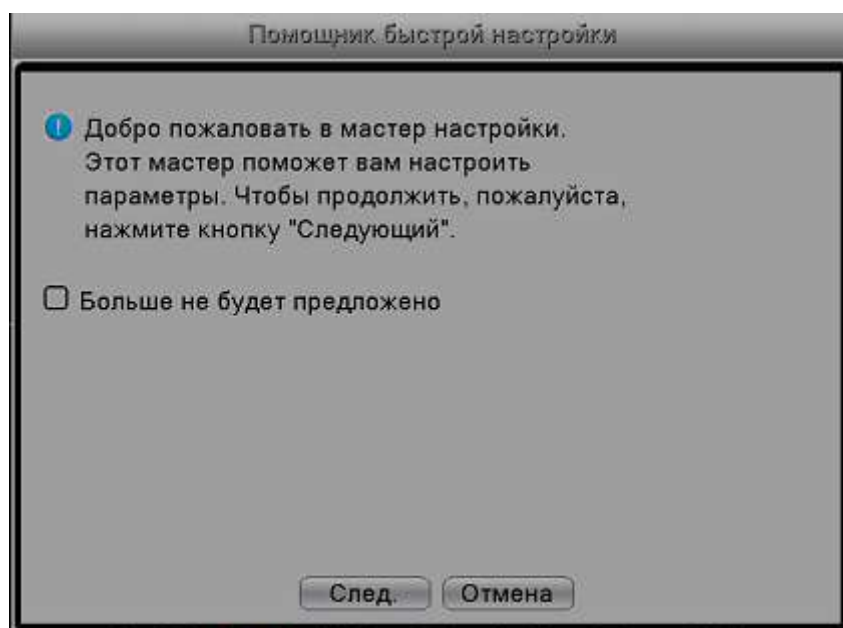 Помощник быстрой настройки
Добро пожаловать в мастер настройки.
Этот мастер поможет вам настроить
параметры. Чтобы продолжить, пожалуйста,
нажмите кнопку "Следующий".
Больше не будет предложено
След. Отмена